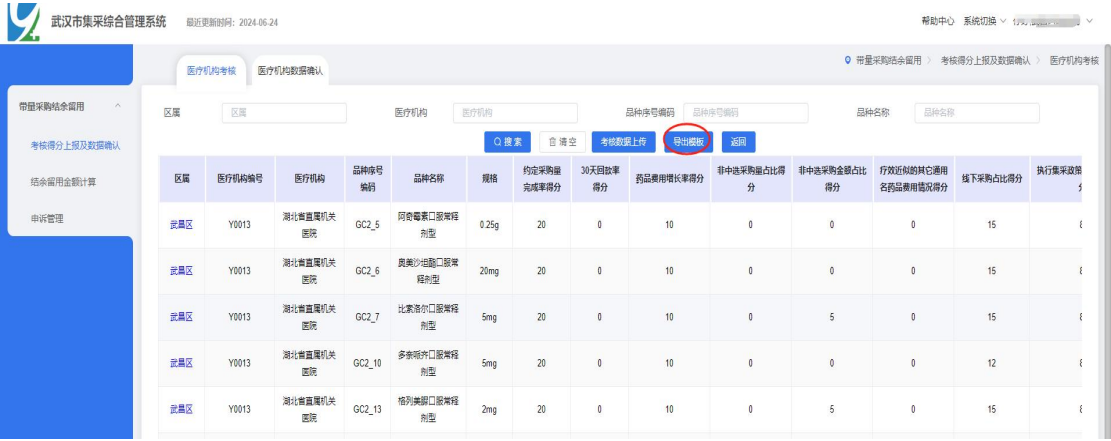 武汉市集采综合管理系统 最近更新时间: 2024-06-24
帮助中心 系统切换
带量采购结余留用 > 考核得分上报及数据确认 > 医疗机构考核
医疗机构考核 医疗机构数据确认
带量采购结余留用
考核得分上报及数据确认
结余留用金额计算
申诉管理
区属 区属 医疗机构 医疗机构 品种序号编码 品种序号编码 品种名称 品种名称
搜索 清空 考核数据上传 导出模板 返回
区属 医疗机构编号 医疗机构 品种序号 品种名称 规格 约定采购量 30天回款率 药品费用增长率得分 非中选采购量占比得 非中选采购金额占比 疗效近似的其它通用 线下采购占比得分 执行集采政策
编码 完成率得分 得分 分 得分 名药品费用情况得分
武昌区 Y0013 湖北省直属机关 GC2_5 阿奇霉素口服常释 0.25g 20 0 10 0 0 0 15
医院 剂型
武昌区 Y0013 湖北省直属机关 GC2_6 奥美沙坦酯口服常 20mg 20 0 10 0 0 0 15
医院 释剂型
武昌区 Y0013 湖北省直属机关 GC2_7 比索洛尔口服常释 5mg 20 0 10 0 5 0 15
医院 剂型
武昌区 Y0013 湖北省直属机关 GC2_10 多奈哌齐口服常释 5mg 20 0 10 0 0 0 12
医院 剂型
武昌区 Y0013 湖北省直属机关 GC2_13 格列美脲口服常释 2mg 20 0 10 0 5 0 15
医院 剂型